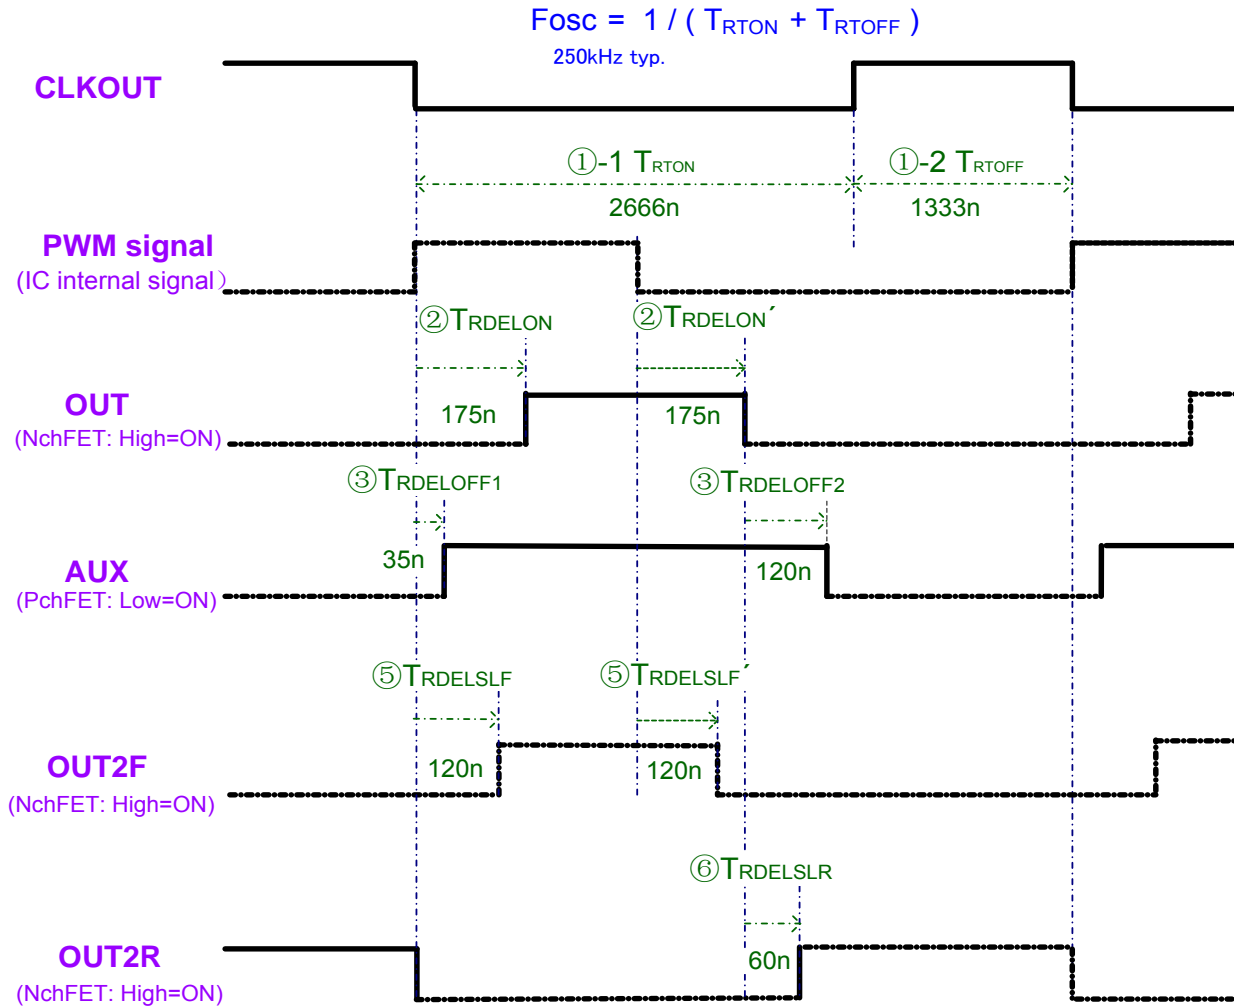 Fosc = 1 / ( TRTON + TRTOFF )
250kHz typ.
CLKOUT
①-1 TRTON
①-2 TRTOFF
2666n
1333n
PWM signal
(IC internal signal）
②TRDELON
②TRDELON´
OUT
175n
175n
(NchFET: High=ON)
③TRDELOFF1
③TRDELOFF2
35n
120n
AUX
(PchFET: Low=ON)
⑤TRDELSLF
⑤TRDELSLF´
OUT2F
120n
120n
(NchFET: High=ON)
⑥TRDELSLR
OUT2R
60n
(NchFET: High=ON)